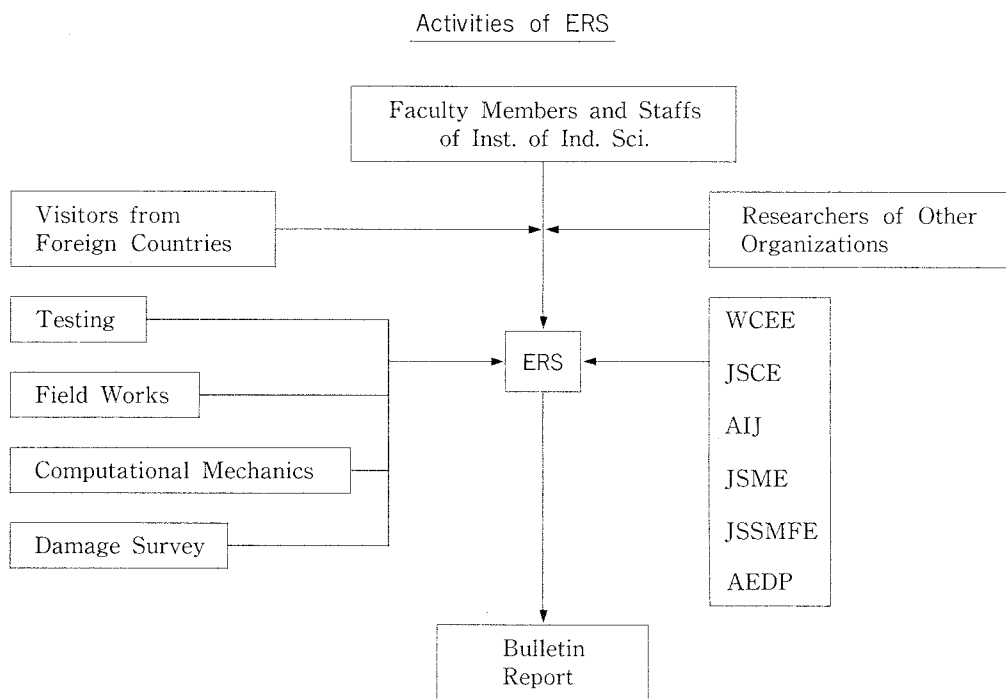 Activities of ERS
Faculty Members and Staffs
of Inst. of Ind. Sci.
Visitors from
Foreign Countries
Researchers of Other
Organizations
Testing
Field Works
Computational Mechanics
Damage Survey
ERS
WCEE
JSCE
AIJ
JSME
JSSMFE
AEDP
Bulletin
Report